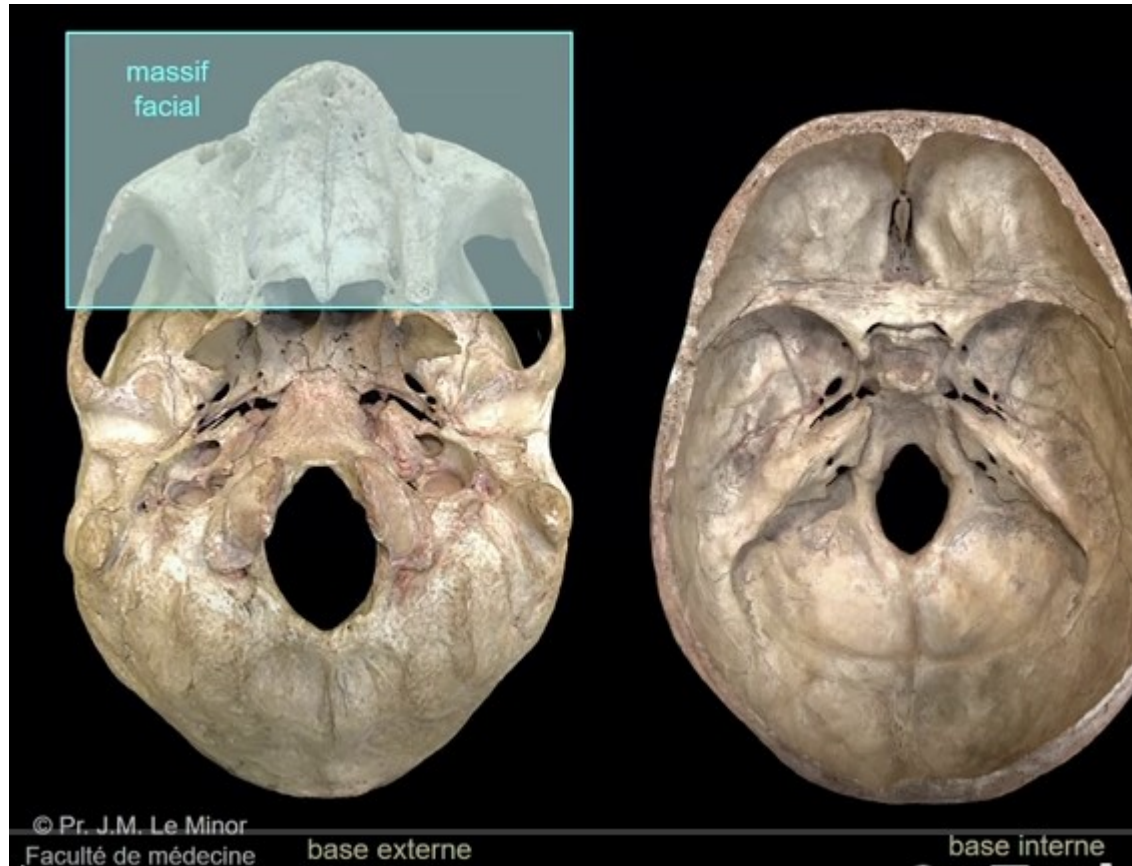 massif
facial
© Pr. J.M. Le Minor
Faculté de médecine
base externe
base interne